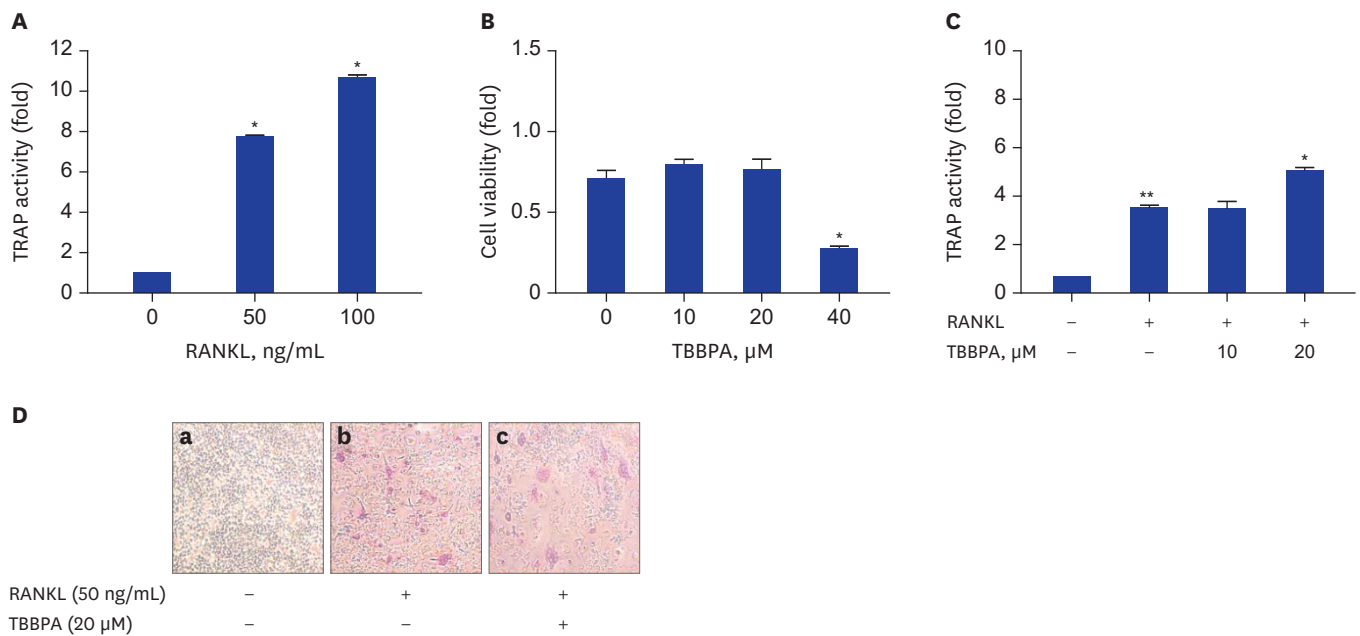 A
TRAP activity (fold)
12
10
8
6
4
2
0
*
*
0 50 100
RANKL, ng/mL
B
Cell viability (fold)
1.5
1.0
0.5
0
*
0 10 20 40
TBBPA, µM
C
TRAP activity (fold)
10
8
6
4
2
0
**
*
RANKL − + + +
TBBPA, µM − − 10 20
D
a b c
RANKL (50 ng/mL) − + +
TBBPA (20 µM) − − +